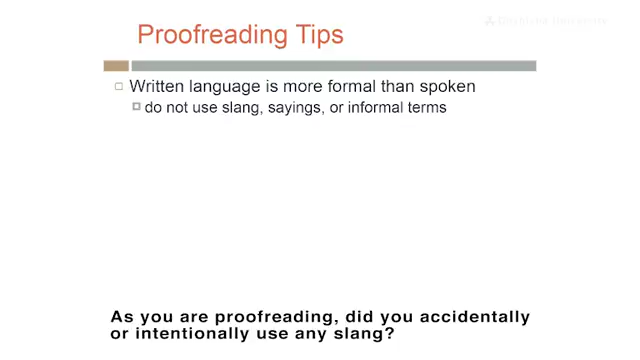 Proofreading Tips
Written language is more formal than spoken
do not use slang, sayings, or informal terms
As you are proofreading, did you accidentally
or intentionally use any slang?